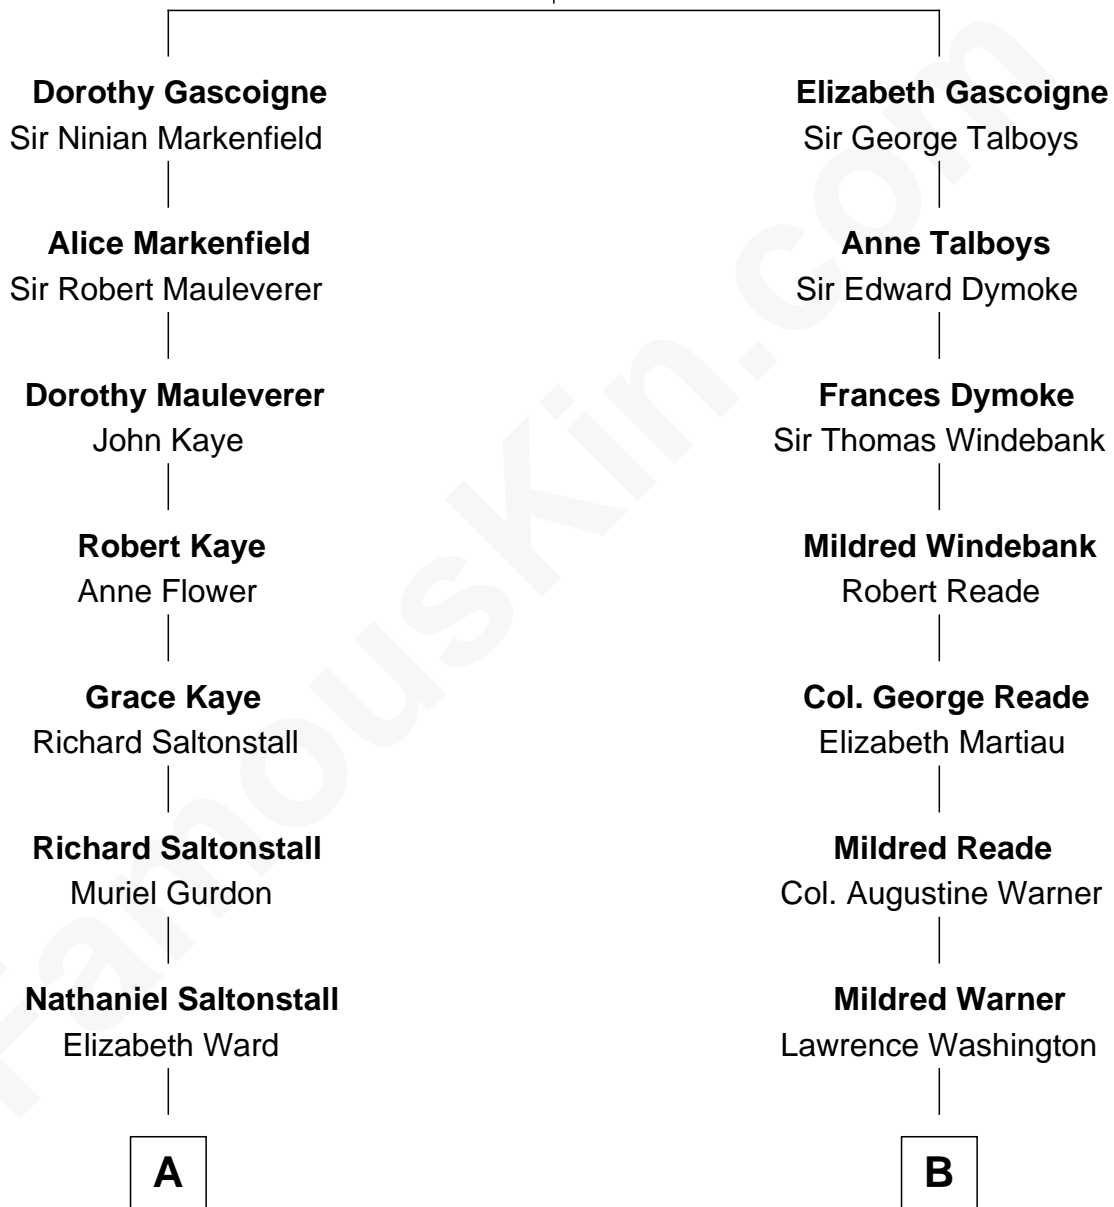 Dorothy Gascoigne
Sir Ninian Markenfield
Alice Markenfield
Sir Robert Mauleverer
Dorothy Mauleverer
John Kaye
Robert Kaye
Anne Flower
Grace Kaye
Richard Saltonstall
Richard Saltonstall
Muriel Gurdon
Nathaniel Saltonstall
Elizabeth Ward
A
Elizabeth Gascoigne
Sir George Talboys
Anne Talboys
Sir Edward Dymoke
Frances Dymoke
Sir Thomas Windebank
Mildred Windebank
Robert Reade
Col. George Reade
Elizabeth Martiau
Mildred Reade
Col. Augustine Warner
Mildred Warner
Lawrence Washington
B
FamousKin.com